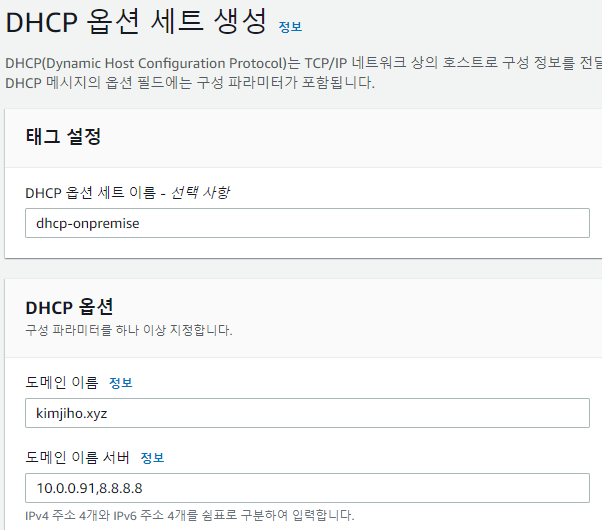 DHCP 옵션 세트 생성 정보
DHCP(Dynamic Host Configuration Protocol)는 TCP/IP 네트워크 상의 호스트로 구성 정보를 전달
DHCP 메시지의 옵션 필드에는 구성 파라미터가 포함됩니다.
태그 설정
DHCP 옵션 세트 이름 - 선택 사항
dhcp-onpremise
DHCP 옵션
구성 파라미터를 하나 이상 지정합니다.
도메인 이름 정보
kimjiho.xyz
도메인 이름 서버 정보
10.0.0.91,8.8.8.8
IPv4 주소 4개와 IPv6 주소 4개를 쉼표로 구분하여 입력합니다.